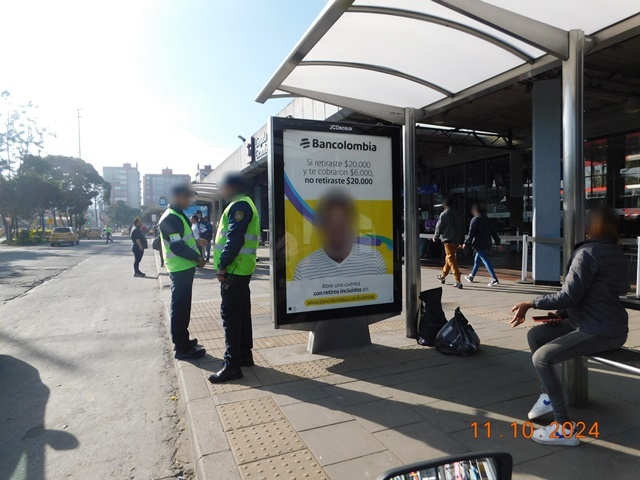 JCDecaux
Bancolombia
Si retiraste $20.000
y te cobraron $6.000,
no retiraste $20.000
Abre una cuenta
con retiros incluidos en
11.10.2024